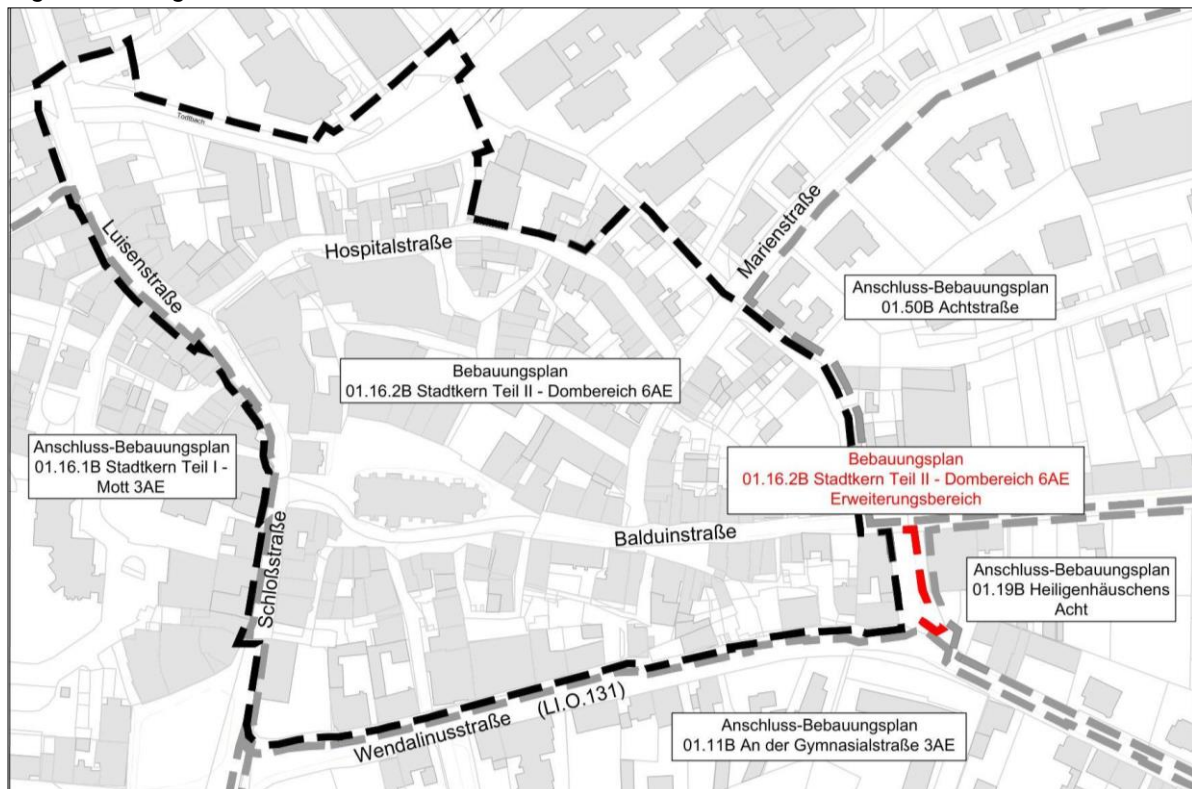 Todtbach
Luisenstraße
Hospitalstraße
Marienstraße
Anschluss-Bebauungsplan
01.50B Achtstraße
Bebauungsplan
01.16.2B Stadtkern Teil II - Dombereich 6AE
Anschluss-Bebauungsplan
01.16.1B Stadtkern Teil I -
Mott 3AE
Bebauungsplan
01.16.2B Stadtkern Teil II - Dombereich 6AE
Erweiterungsbereich
Schloßstraße
Balduinstraße
Anschluss-Bebauungsplan
01.19B Heiligenhäuschens
Acht
Wendalinusstraße (LI.O.131)
Anschluss-Bebauungsplan
01.11B An der Gymnasialstraße 3AE